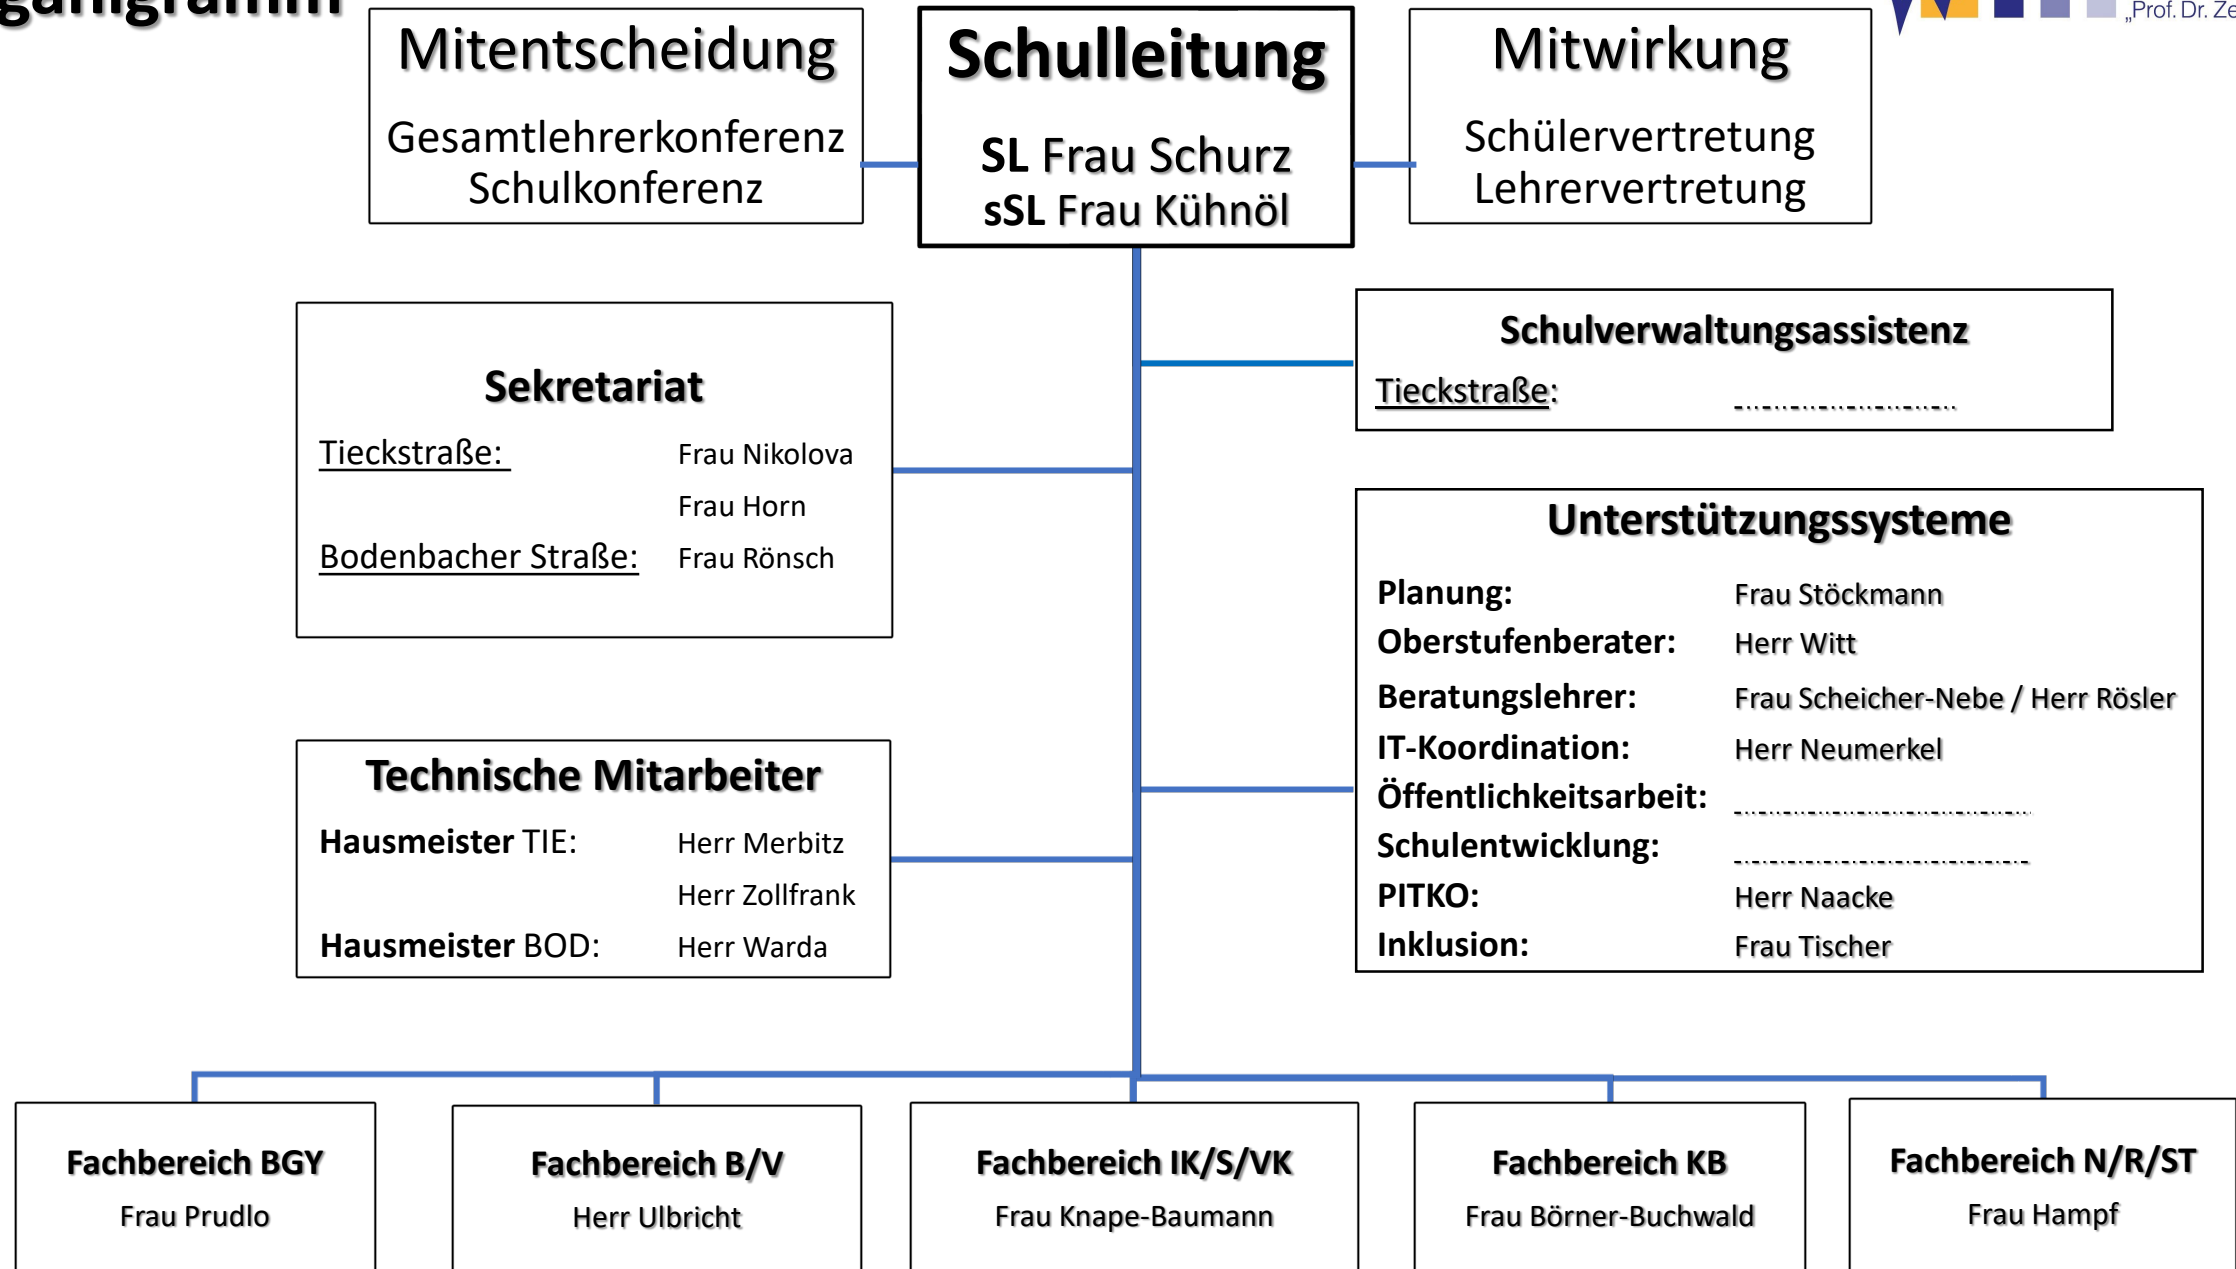 Mitentscheidung
Gesamtlehrerkonferenz
Schulkonferenz
Schulleitung
SL Frau Schurz
sSL Frau Kühnöl
Mitwirkung
Schülervertretung
Lehrervertretung
„Prof. Dr.
Sekretariat
Tieckstraße: Frau Nikolova
Frau Horn
Bodenbacher Straße: Frau Rönsch
Schulverwaltungsassistenz
Tieckstraße:
Unterstützungssysteme
Planung: Frau Stöckmann
Oberstufenberater: Herr Witt
Beratungslehrer: Frau Scheicher-Nebe / Herr Rösler
IT-Koordination: Herr Neumerkel
Öffentlichkeitsarbeit:
Schulentwicklung:
PITKO: Herr Naacke
Inklusion: Frau Tischer
Technische Mitarbeiter
Hausmeister TIE: Herr Merbitz
Herr Zollfrank
Hausmeister BOD: Herr Warda
Fachbereich BGY
Frau Prudlo
Fachbereich B/V
Herr Ulbricht
Fachbereich IK/S/VK
Frau Knape-Baumann
Fachbereich KB
Frau Börner-Buchwald
Fachbereich N/R/ST
Frau Hampf